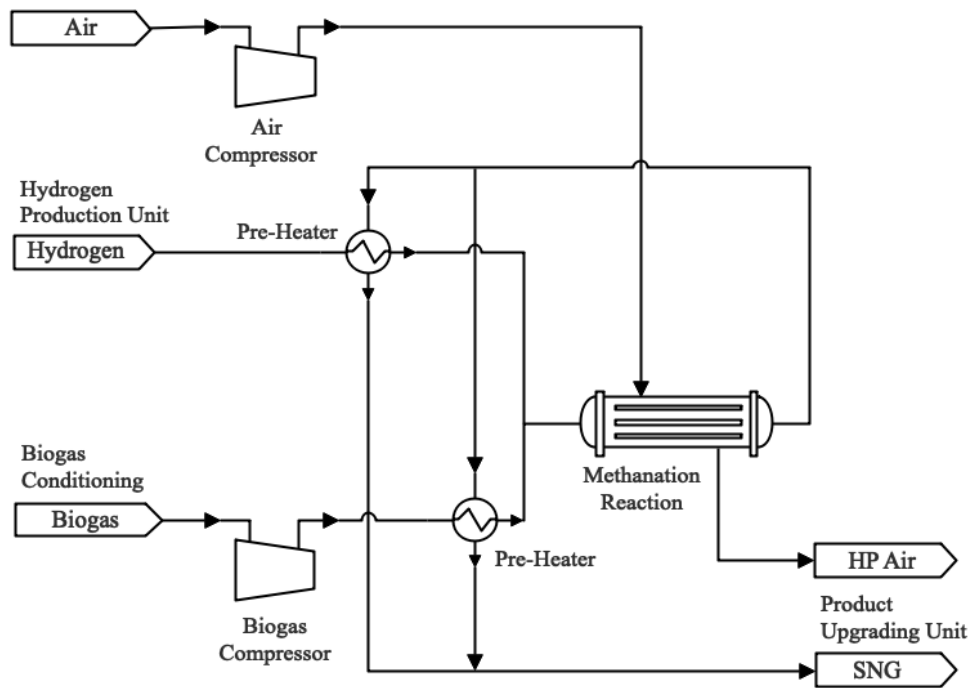 Air
Air
Compressor
Hydrogen
Production Unit
Hydrogen
Pre-Heater
Methanation
Reaction
Biogas
Conditioning
Biogas
Pre-Heater
HP Air
Biogas
Compressor
Product
Upgrading Unit
SNG